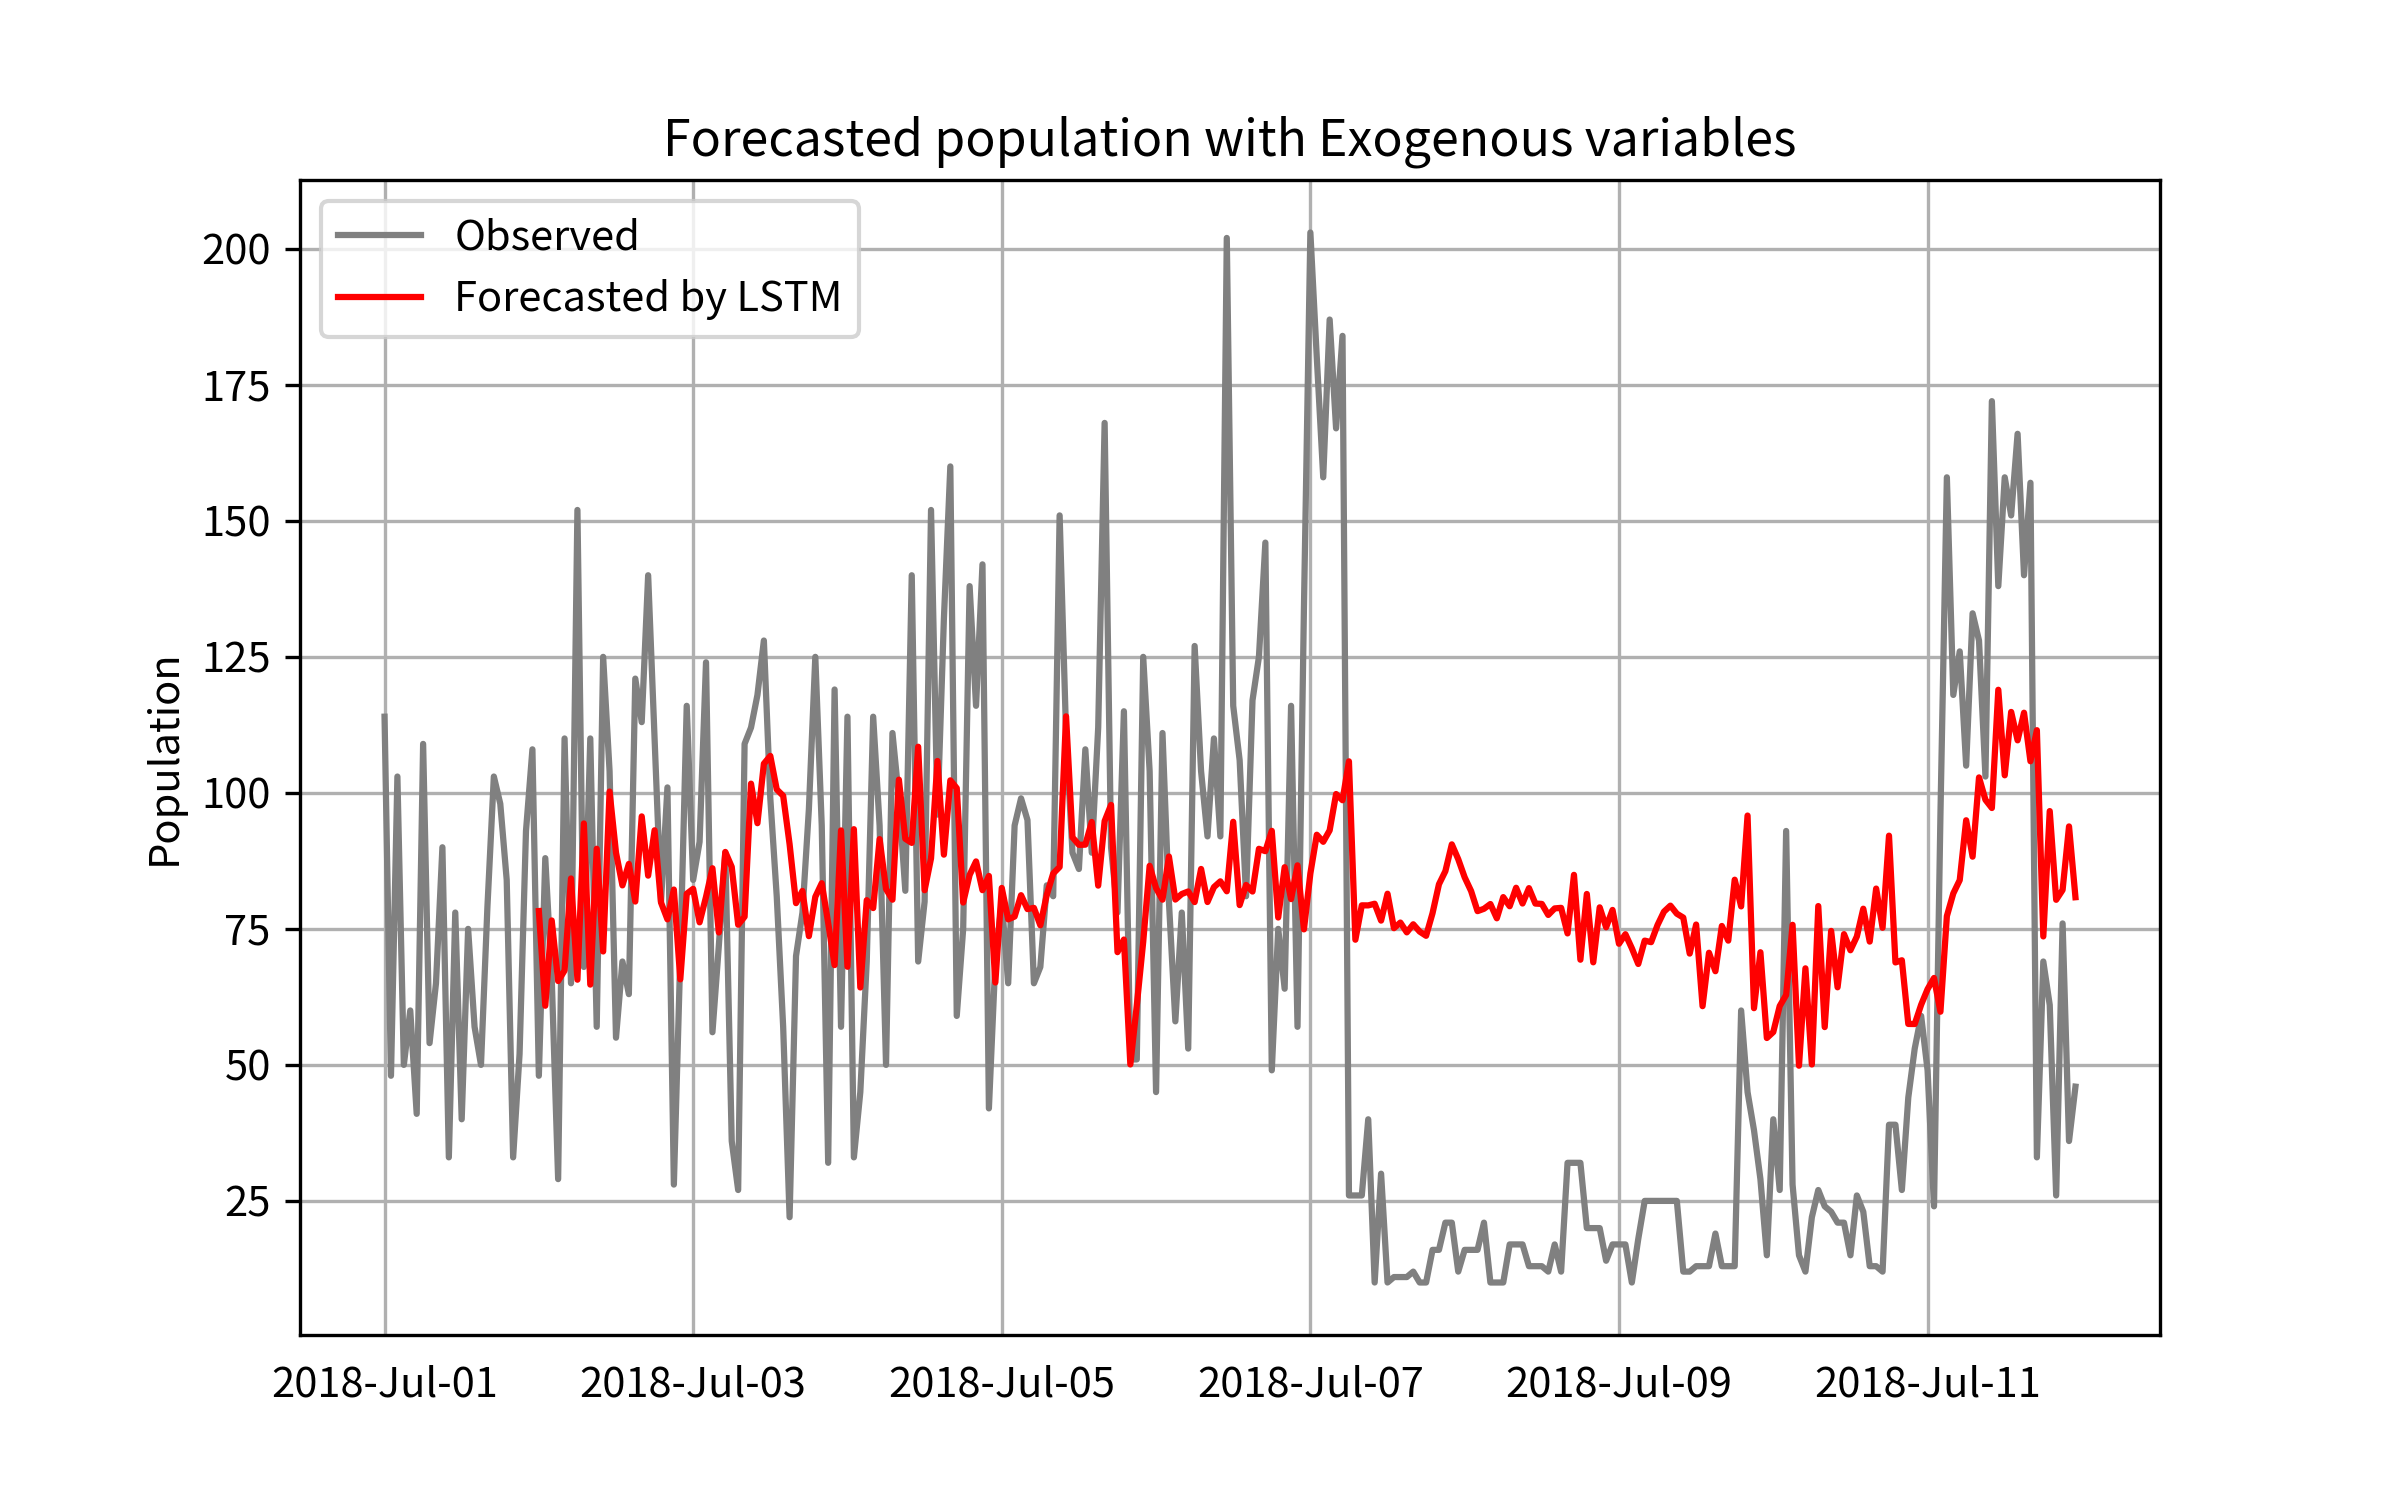 Forecasted population with Exogenous variables
Observed
Forecasted by LSTM
200
175
150
125
100
75
50
25
Population
2018-Jul-01 2018-Jul-03 2018-Jul-05 2018-Jul-07 2018-Jul-09 2018-Jul-11